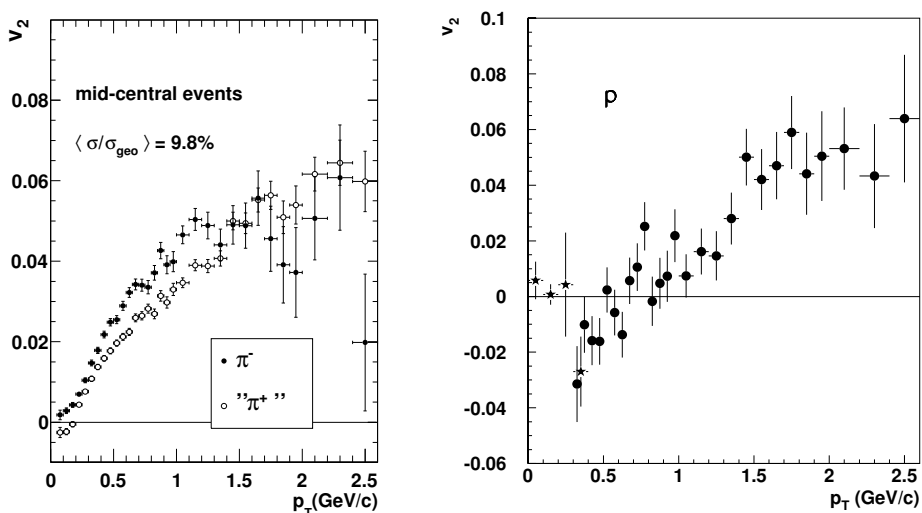 v2
0.08
0.06
0.04
0.02
0
mid-central events
⟨ σ/σgeo ⟩ = 9.8%
π-
"π+ "
0 0.5 1 1.5 2 2.5
pT(GeV/c)
v2
0.1
0.08
0.06
0.04
0.02
0
-0.02
-0.04
-0.06
p
0 0.5 1 1.5 2 2.5
pT (GeV/c)